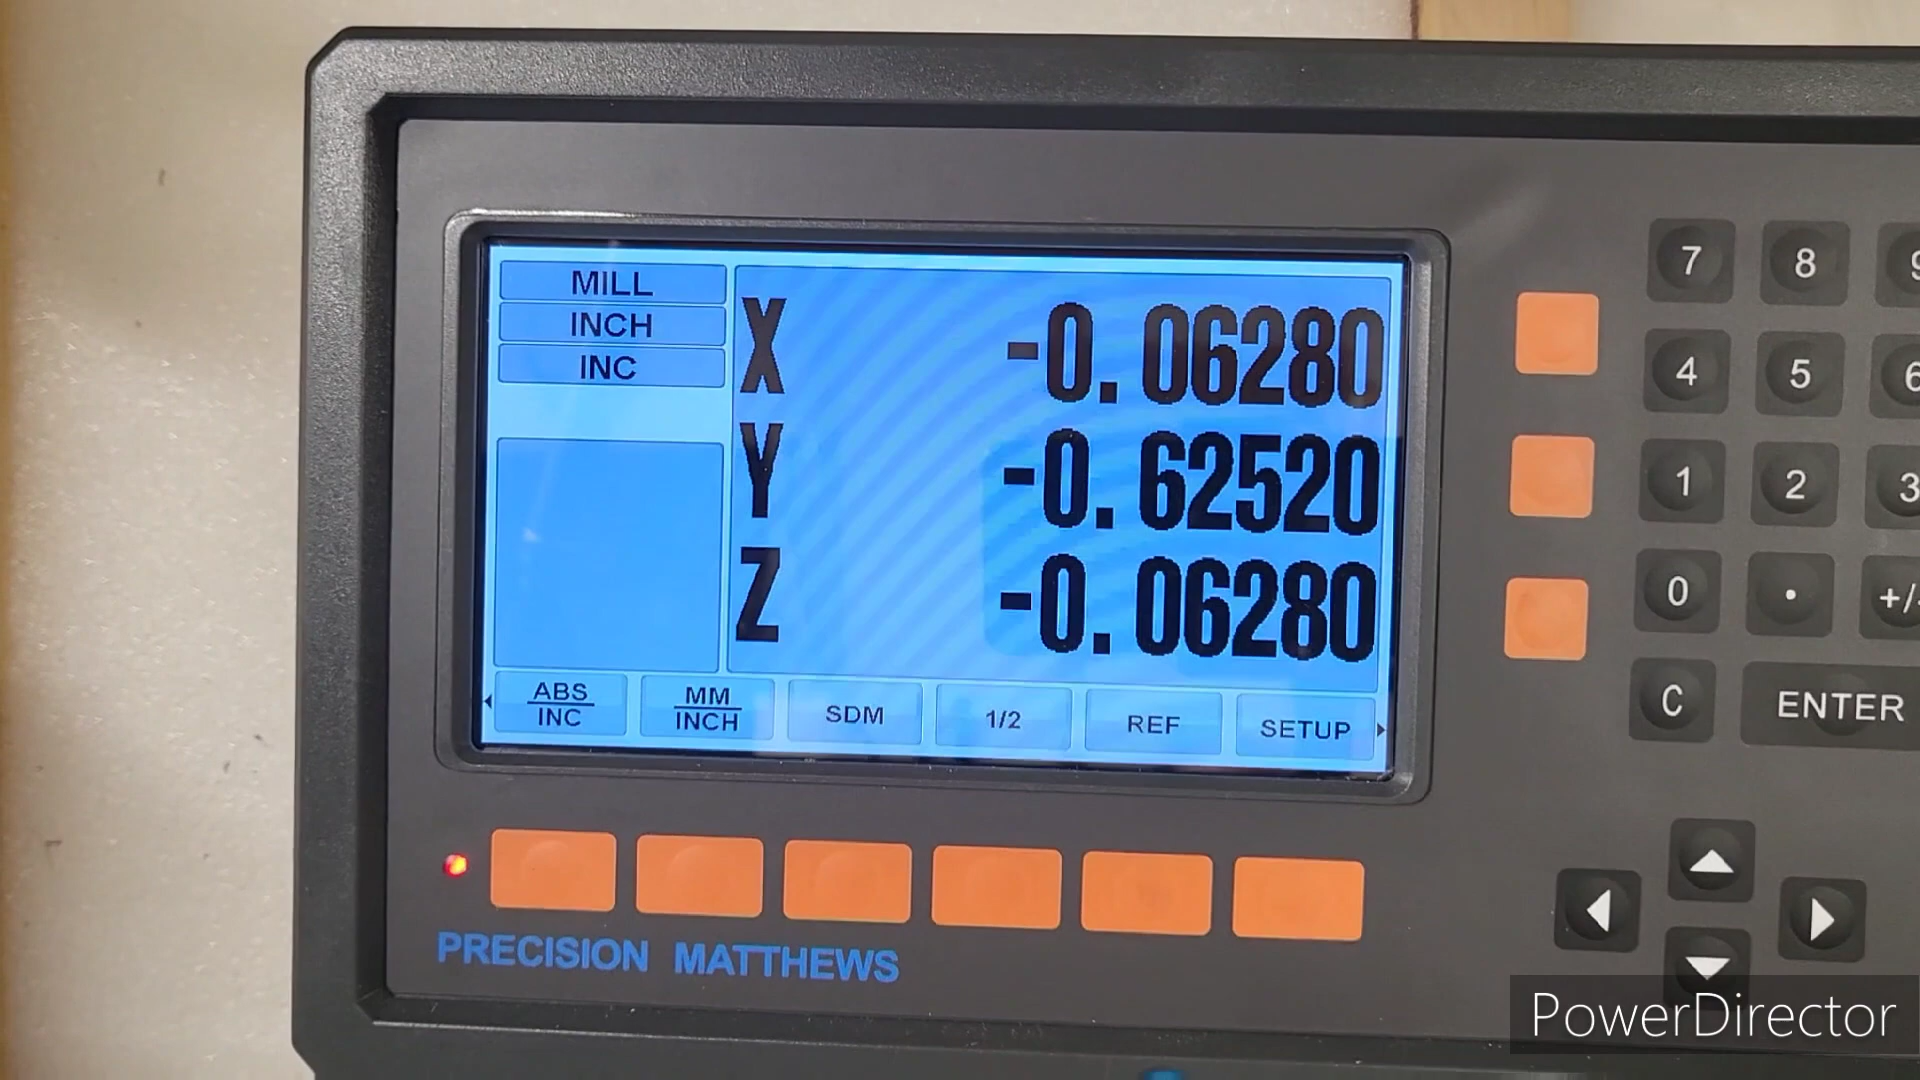 MILL
INCH
INC
X -0.06280
Y -0.62520
Z -0.06280
ABS
INC
MM
INCH
SDM
1/2
REF
SETUP
7 8 9
4 5 6
1 2 3
0 . +/-
C ENTER
PRECISION MATTHEWS
PowerDirector